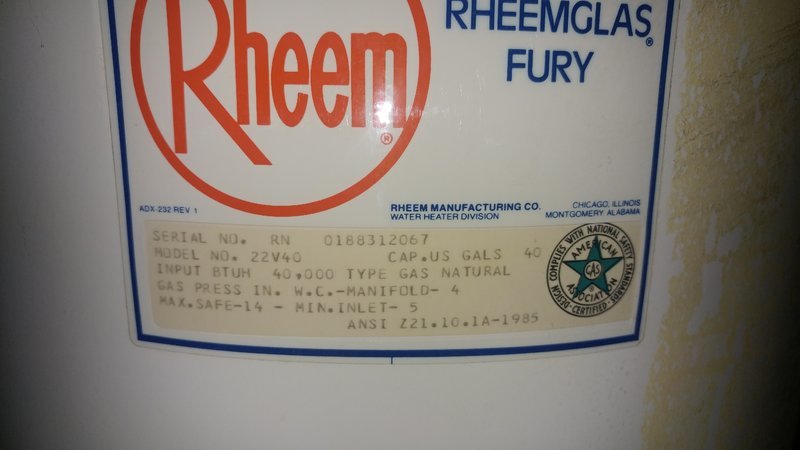 Rheem®
RHEEMGLAS®
FURY
ADX-232 REV 1
RHEEM MANUFACTURING CO.
WATER HEATER DIVISION
CHICAGO, ILLINOIS
MONTGOMERY, ALABAMA
SERIAL NO. RN 0188312067
MODEL NO. 22V40 CAP.US GALS 40
INPUT BTUH 40,000 TYPE GAS NATURAL
GAS PRESS IN. W.C.-MANIFOLD- 4
MAX.SAFE-14 - MIN.INLET- 5
ANSI Z21.10.1A-1985
DESIGN CERTIFIED - COMPLIES WITH NATIONAL SAFETY STANDARDS
AMERICAN
GAS
ASSOCIATION